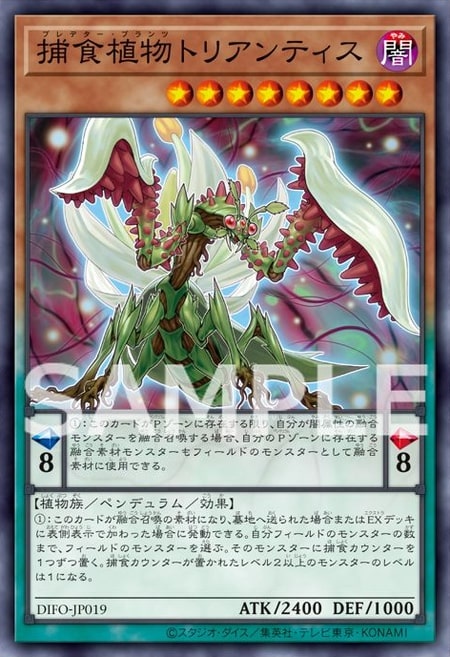 プレデター・プランツ
捕食植物トリアンティス
やみ
闇
SAMPLE
①:このカードがPゾーンに存在する限り、自分が闇属性の融合
モンスターを融合召喚する場合、自分のPゾーンに存在する
融合素材モンスターもフィールドのモンスターとして融合
素材に使用できる。
8
8
【植物族／ペンデュラム／効果】
①:このカードが融合召喚の素材になり、墓地へ送られた場合またはEXデッキ
に表側表示で加わった場合に発動できる。自分フィールドのモンスターの数
まで、フィールドのモンスターを選ぶ。そのモンスターに捕食カウンターを
1つずつ置く。捕食カウンターが置かれたレベル2以上のモンスターのレベル
は1になる。
DIFO-JP019
ATK/2400 DEF/1000
©スタジオ・ダイス／集英社・テレビ東京・KONAMI